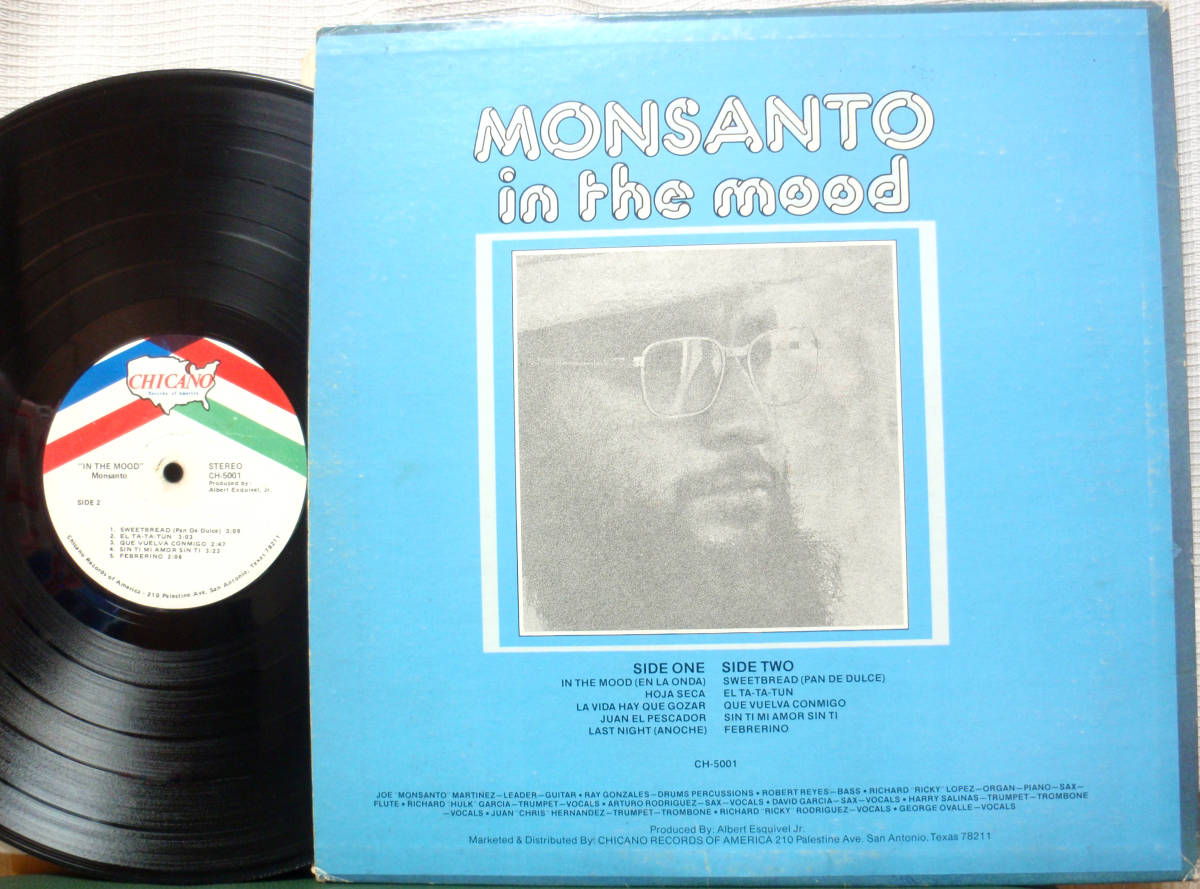 CHICANO
Records of America
"IN THE MOOD"
Monsanto
SIDE 2
STEREO
CH-5001
Produced by:
Albert Esquivel, Jr.
1. SWEETBREAD (Pan De Dulce) 3:08
2. EL TA-TA-TUN 3:03
3. QUE VUELVA CONMIGO 2:47
4. SIN TI MI AMOR SIN TI 3:23
5. FEBRERINO 2:06
Chicano Records of America - 210 Palestine Ave. San Antonio, Texas 78211
MONSANTO
in the mood
SIDE ONE
IN THE MOOD (EN LA ONDA)
HOJA SECA
LA VIDA HAY QUE GOZAR
JUAN EL PESCADOR
LAST NIGHT (ANOCHE)
SIDE TWO
SWEETBREAD (PAN DE DULCE)
EL TA-TA-TUN
QUE VUELVA CONMIGO
SIN TI MI AMOR SIN TI
FEBRERINO
CH-5001
JOE "MONSANTO" MARTIÑEZ—LEADER—GUITAR • RAY GONZALES—DRUMS PERCUSSIONS • ROBERT REYES—BASS • RICHARD "RICKY" LOPEZ—ORGAN—PIANO—SAX—
FLUTE • RICHARD "HULK" GARCIA—TRUMPET—VOCALS • ARTURO RODRIGUEZ—SAX—VOCALS • DAVID GARCIA—SAX—VOCALS • HARRY SALINAS—TRUMPET—TROMBONE
—VOCALS • JUAN "CHRIS" HERNANDEZ—TRUMPET—TROMBONE • RICHARD "RICKY" RODRIGUEZ—VOCALS • GEORGE OVALLE—VOCALS
Produced By: Albert Esquivel Jr.
Marketed & Distributed By: CHICANO RECORDS OF AMERICA 210 Palestine Ave. San Antonio, Texas 78211